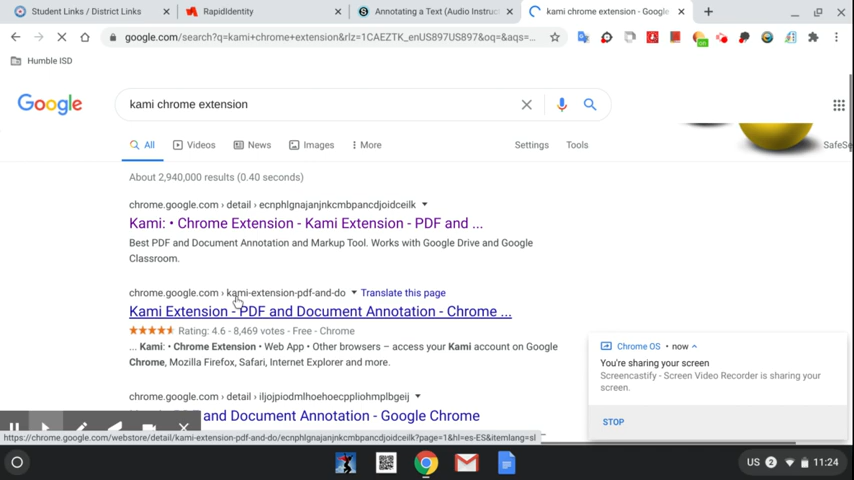 Student Links / District Links
RapidIdentity
Annotating a Text (Audio Instruc
kami chrome extension - Google
google.com/search?q=kami+chrome+extension&rlz=1CAEZTK_enUS897US897&oq=&aqs=...
Humble ISD
Google
kami chrome extension
All
Videos
News
Images
More
Settings
Tools
SafeSe
About 2,940,000 results (0.40 seconds)
chrome.google.com › detail › ecnphlgnajanjnkcmbpancdjoidceilk
Kami: • Chrome Extension - Kami Extension - PDF and ...
Best PDF and Document Annotation and Markup Tool. Works with Google Drive and Google
Classroom.
chrome.google.com › kami-extension-pdf-and-do
Translate this page
Kami Extension - PDF and Document Annotation - Chrome ...
Rating: 4.6 - 8,469 votes - Free - Chrome
... Kami: • Chrome Extension • Web App • Other browsers – access your Kami account on Google
Chrome, Mozilla Firefox, Safari, Internet Explorer and more.
chrome.google.com › detail › iljojpiodmlhoehoecppliohmplbgeij
and Document Annotation - Google Chrome
https://chrome.google.com/webstore/detail/kami-extension-pdf-and-do/ecnphlgnajanjnkcmbpancdjoidceilk?page=1&hl=es-ES&itemlang=sl
Chrome OS • now
You're sharing your screen
Screencastify - Screen Video Recorder is sharing your
screen.
STOP
US
2
11:24